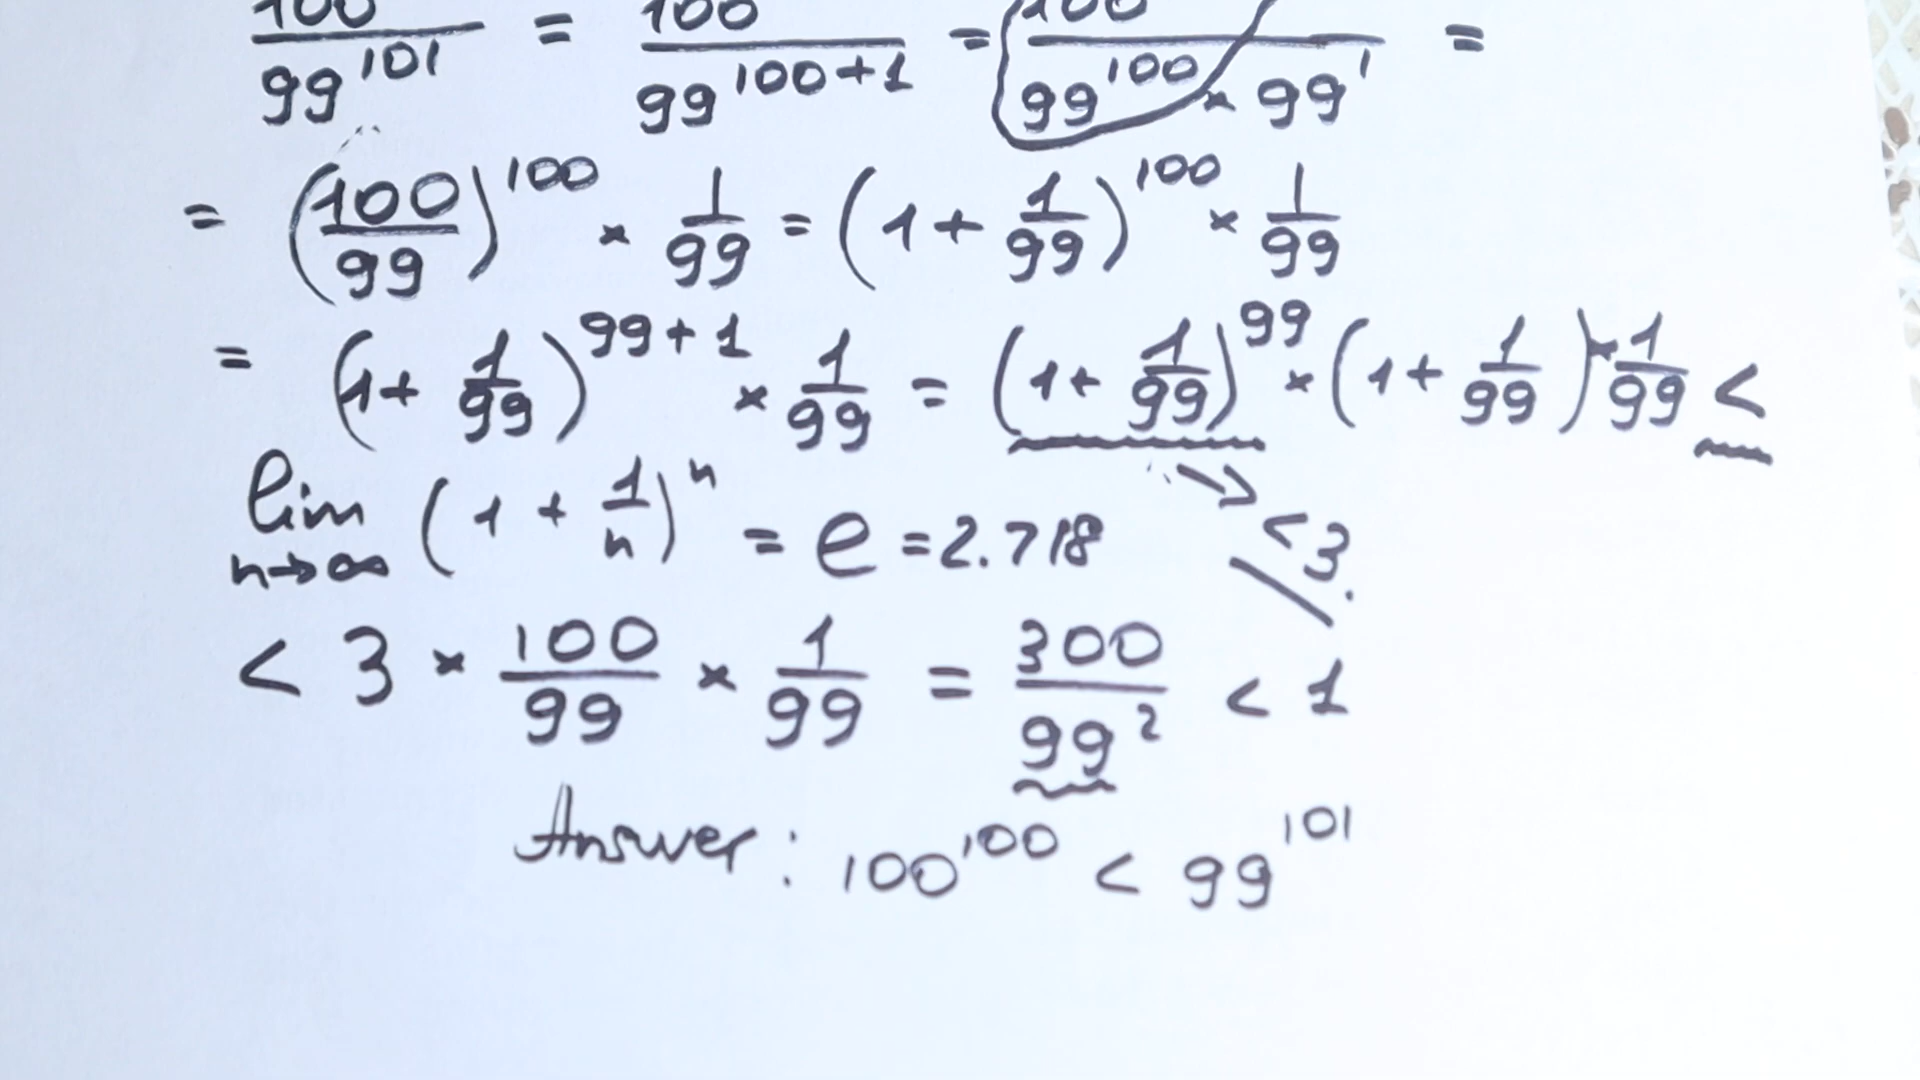 100/99^101 = 100/99^(100+1) = 100/(99^100 × 99^1) =
= (100/99)^100 × 1/99 = (1 + 1/99)^100 × 1/99
= (1 + 1/99)^(99+1) × 1/99 = (1 + 1/99)^99 × (1 + 1/99) × 1/99 <
lim n→∞ (1 + 1/n)^n = e = 2.718 → < 3.
< 3 × 100/99 × 1/99 = 300/99^2 < 1
Answer: 100^100 < 99^101